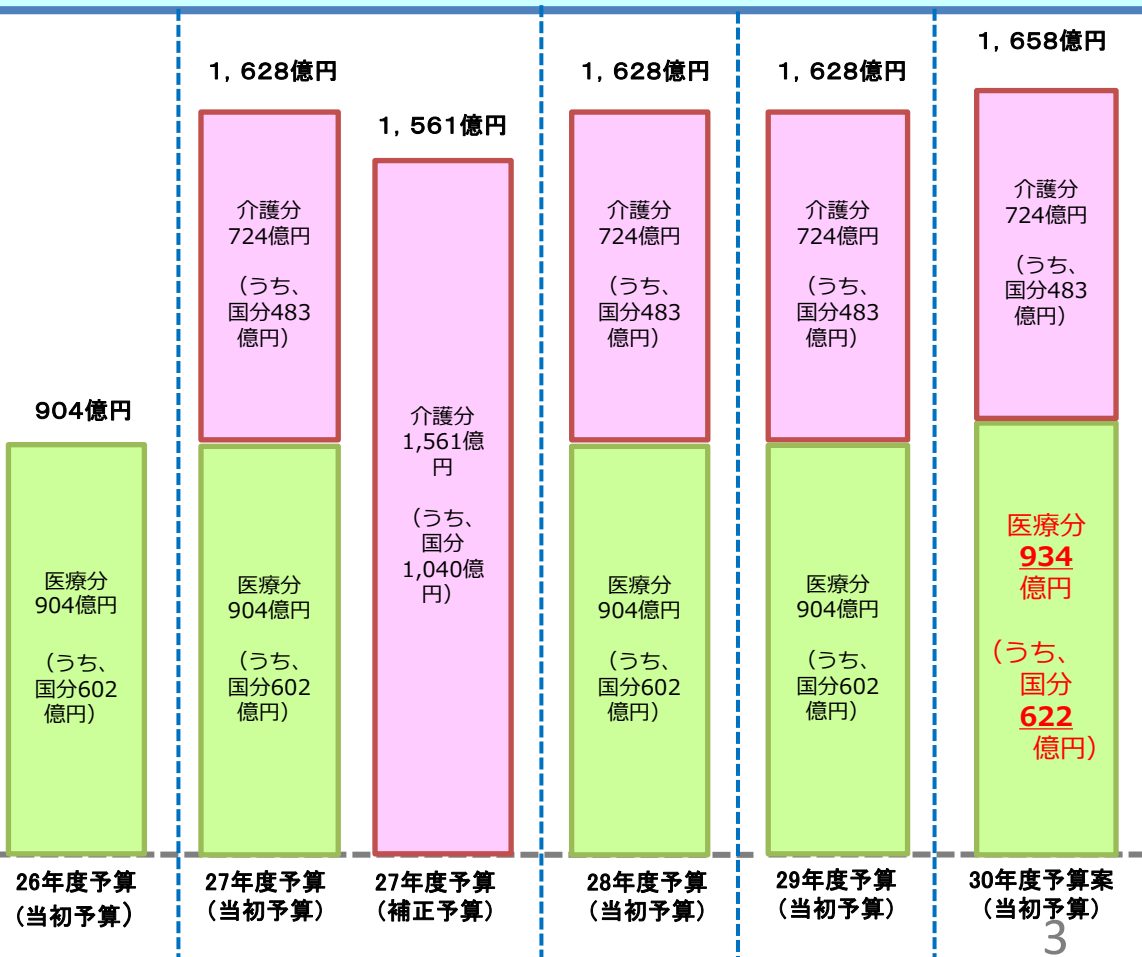 904億円
医療分
904億円
（うち、
国分602
億円）
26年度予算
（当初予算）
1，628億円
介護分
724億円
（うち、
国分483
億円）
医療分
904億円
（うち、
国分602
億円）
27年度予算
（当初予算）
1，561億円
介護分
1,561億
円
（うち、
国分
1,040億
円）
27年度予算
（補正予算）
1，628億円
介護分
724億円
（うち、
国分483
億円）
医療分
904億円
（うち、
国分602
億円）
28年度予算
（当初予算）
1，628億円
介護分
724億円
（うち、
国分483
億円）
医療分
904億円
（うち、
国分602
億円）
29年度予算
（当初予算）
1，658億円
介護分
724億円
（うち、
国分483
億円）
医療分
934
億円
（うち、
国分
622
億円）
30年度予算案
（当初予算）
3